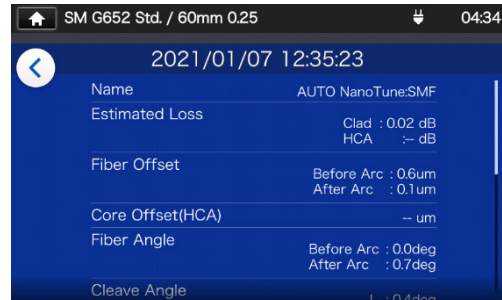 SM G652 Std. / 60mm 0.25 04:34
2021/01/07 12:35:23
Name AUTO NanoTune:SMF
Estimated Loss Clad : 0.02 dB
HCA :-- dB
Fiber Offset Before Arc : 0.6um
After Arc : 0.1um
Core Offset(HCA) -- um
Fiber Angle Before Arc : 0.0deg
After Arc : 0.7deg
Cleave Angle L : 0.4deg